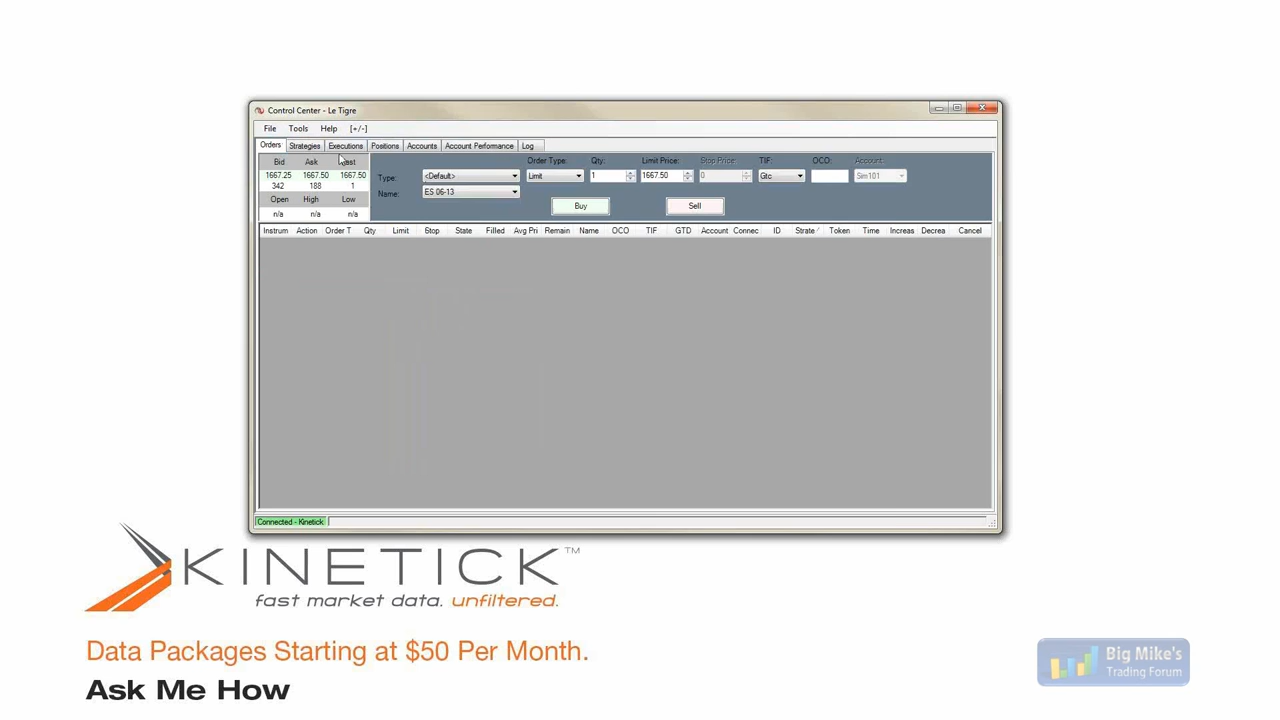 Control Center - Le Tigre
File Tools Help [+/-]
Orders Strategies Executions Positions Accounts Account Performance Log
Bid Ask Last
1667.25 1667.50 1667.50
342 188 1
Open High Low
n/a n/a n/a
Type: <Default>
Name: ES 06-13
Order Type: Qty: Limit Price: Stop Price: TIF: OCO: Account:
Limit 1 1667.50 0 Gtc Sim101
Buy Sell
Instrum Action Order T Qty Limit Stop State Filled Avg Pri Remain Name OCO TIF GTD Account Connec ID Strate Token Time Increas Decrea Cancel
Connected - Kinetick
KINETICK™
fast market data. unfiltered.
Data Packages Starting at $50 Per Month.
Ask Me How
Big Mike's
Trading Forum